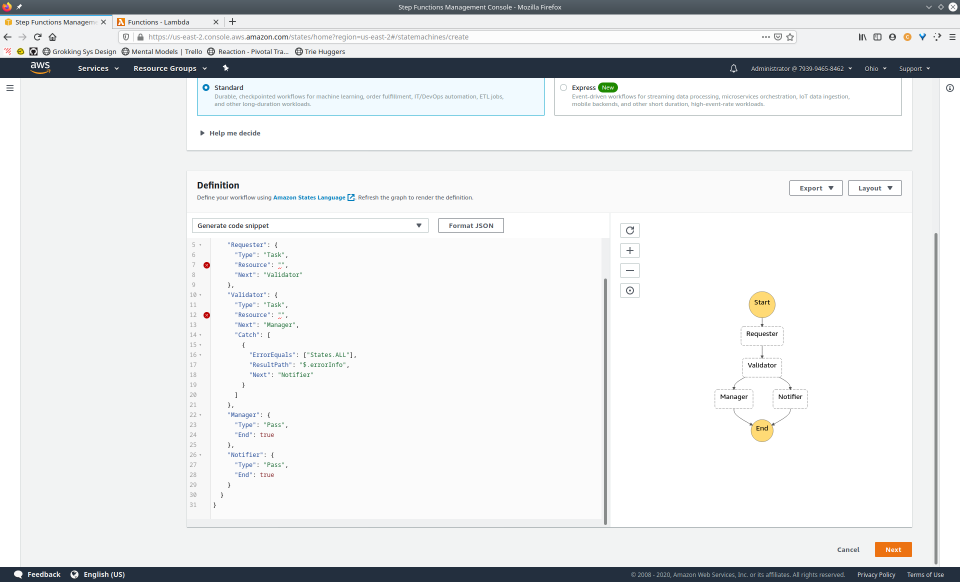 Step Functions Management Console - Mozilla Firefox
Step Functions Manageme
Functions - Lambda
https://us-east-2.console.aws.amazon.com/states/home?region=us-east-2#/statemachines/create
Grokking Sys Design
Mental Models | Trello
Reaction - Pivotal Tra...
Trie Huggers
aws
Services
Resource Groups
Administrator @ 7939-9465-8462
Ohio
Support
Standard
Durable, checkpointed workflows for machine learning, order fulfillment, IT/DevOps automation, ETL jobs,
and other long-duration workloads.
Express New
Event-driven workflows for streaming data processing, microservices orchestration, IoT data ingestion,
mobile backends, and other short duration, high-event-rate workloads.
Help me decide
Definition
Define your workflow using Amazon States Language. Refresh the graph to render the definition.
Export
Layout
Generate code snippet
Format JSON
5 "Requester": {
6 "Type": "Task",
7 "Resource": "",
8 "Next": "Validator"
9 },
10 "Validator": {
11 "Type": "Task",
12 "Resource": "",
13 "Next": "Manager",
14 "Catch": [
15 {
16 "ErrorEquals": ["States.ALL"],
17 "ResultPath": "$.errorInfo",
18 "Next": "Notifier"
19 }
20 ]
21 },
22 "Manager": {
23 "Type": "Pass",
24 "End": true
25 },
26 "Notifier": {
27 "Type": "Pass",
28 "End": true
29 }
30 }
31 }
Start
Requester
Validator
Manager
Notifier
End
Cancel
Next
Feedback
English (US)
© 2008 - 2020, Amazon Web Services, Inc. or its affiliates. All rights reserved.
Privacy Policy
Terms of Use